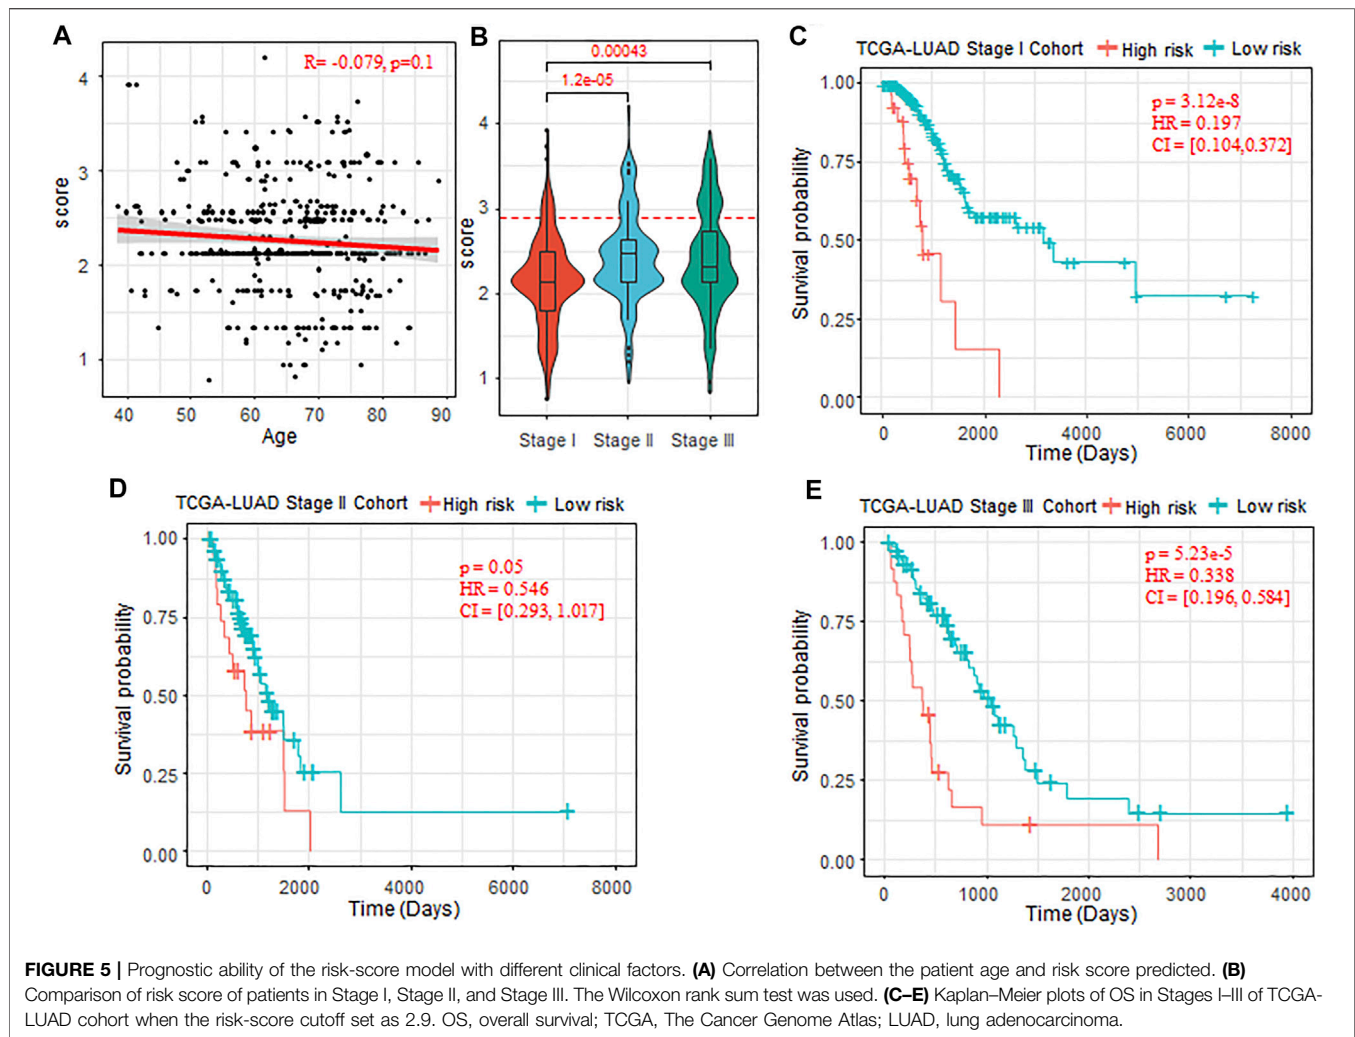 A
R= -0.079, p=0.1
score
4
3
2
1
40 50 60 70 80 90
Age
B
0.00043
1.2e-05
score
4
3
2
1
Stage I Stage II Stage III
C
TCGA-LUAD Stage I Cohort High risk Low risk
p = 3.12e-8
HR = 0.197
CI = [0.104,0.372]
Survival probability
1.00
0.75
0.50
0.25
0.00
0 2000 4000 6000 8000
Time (Days)
D
TCGA-LUAD Stage II Cohort High risk Low risk
p = 0.05
HR = 0.546
CI = [0.293, 1.017]
Survival probability
1.00
0.75
0.50
0.25
0.00
0 2000 4000 6000 8000
Time (Days)
E
TCGA-LUAD Stage III Cohort High risk Low risk
p = 5.23e-5
HR = 0.338
CI = [0.196, 0.584]
Survival probability
1.00
0.75
0.50
0.25
0.00
0 1000 2000 3000 4000
Time (Days)
FIGURE 5 | Prognostic ability of the risk-score model with different clinical factors. (A) Correlation between the patient age and risk score predicted. (B)
Comparison of risk score of patients in Stage I, Stage II, and Stage III. The Wilcoxon rank sum test was used. (C–E) Kaplan–Meier plots of OS in Stages I–III of TCGA-
LUAD cohort when the risk-score cutoff set as 2.9. OS, overall survival; TCGA, The Cancer Genome Atlas; LUAD, lung adenocarcinoma.